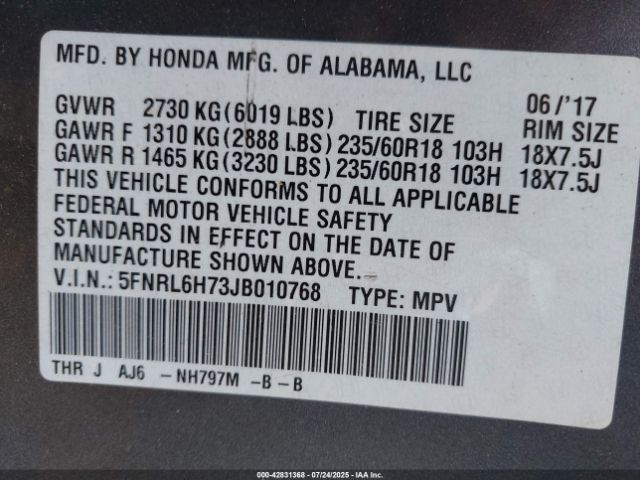 MFD. BY HONDA MFG. OF ALABAMA, LLC
06/'17
GVWR 2730 KG(6019 LBS) TIRE SIZE RIM SIZE
GAWR F 1310 KG(2888 LBS) 235/60R18 103H 18X7.5J
GAWR R 1465 KG(3230 LBS) 235/60R18 103H 18X7.5J
THIS VEHICLE CONFORMS TO ALL APPLICABLE
FEDERAL MOTOR VEHICLE SAFETY
STANDARDS IN EFFECT ON THE DATE OF
MANUFACTURE SHOWN ABOVE.
V.I.N.: 5FNRL6H73JB010768 TYPE: MPV
THR J AJ6 - NH797M -B - B
000-42831368 - 07/24/2025 - IAA Inc.